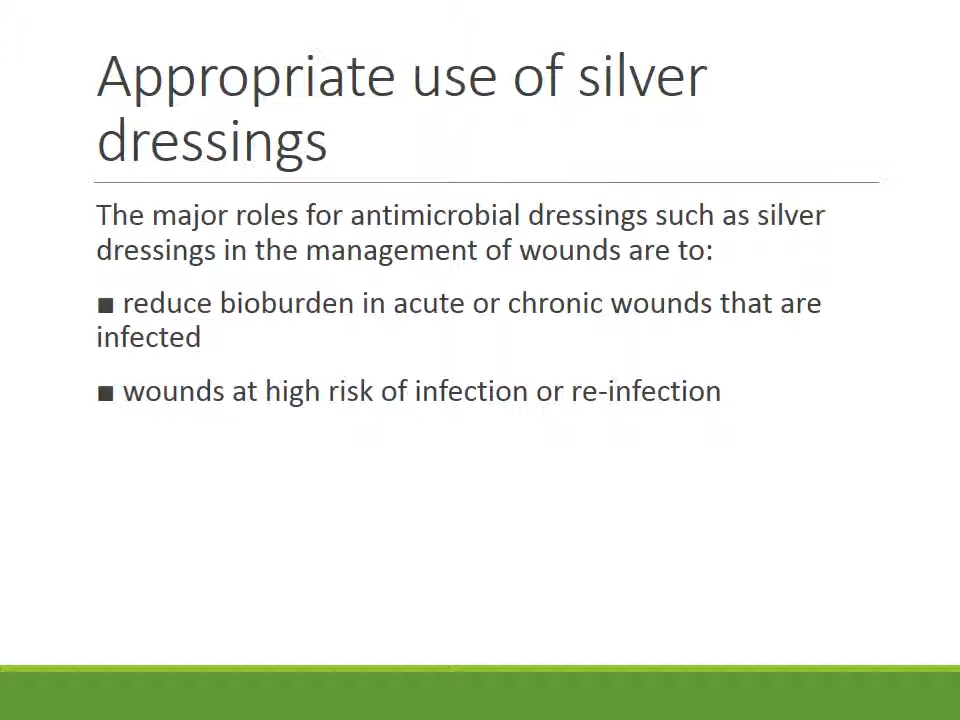 Appropriate use of silver
dressings
The major roles for antimicrobial dressings such as silver
dressings in the management of wounds are to:
■ reduce bioburden in acute or chronic wounds that are
infected
■ wounds at high risk of infection or re-infection